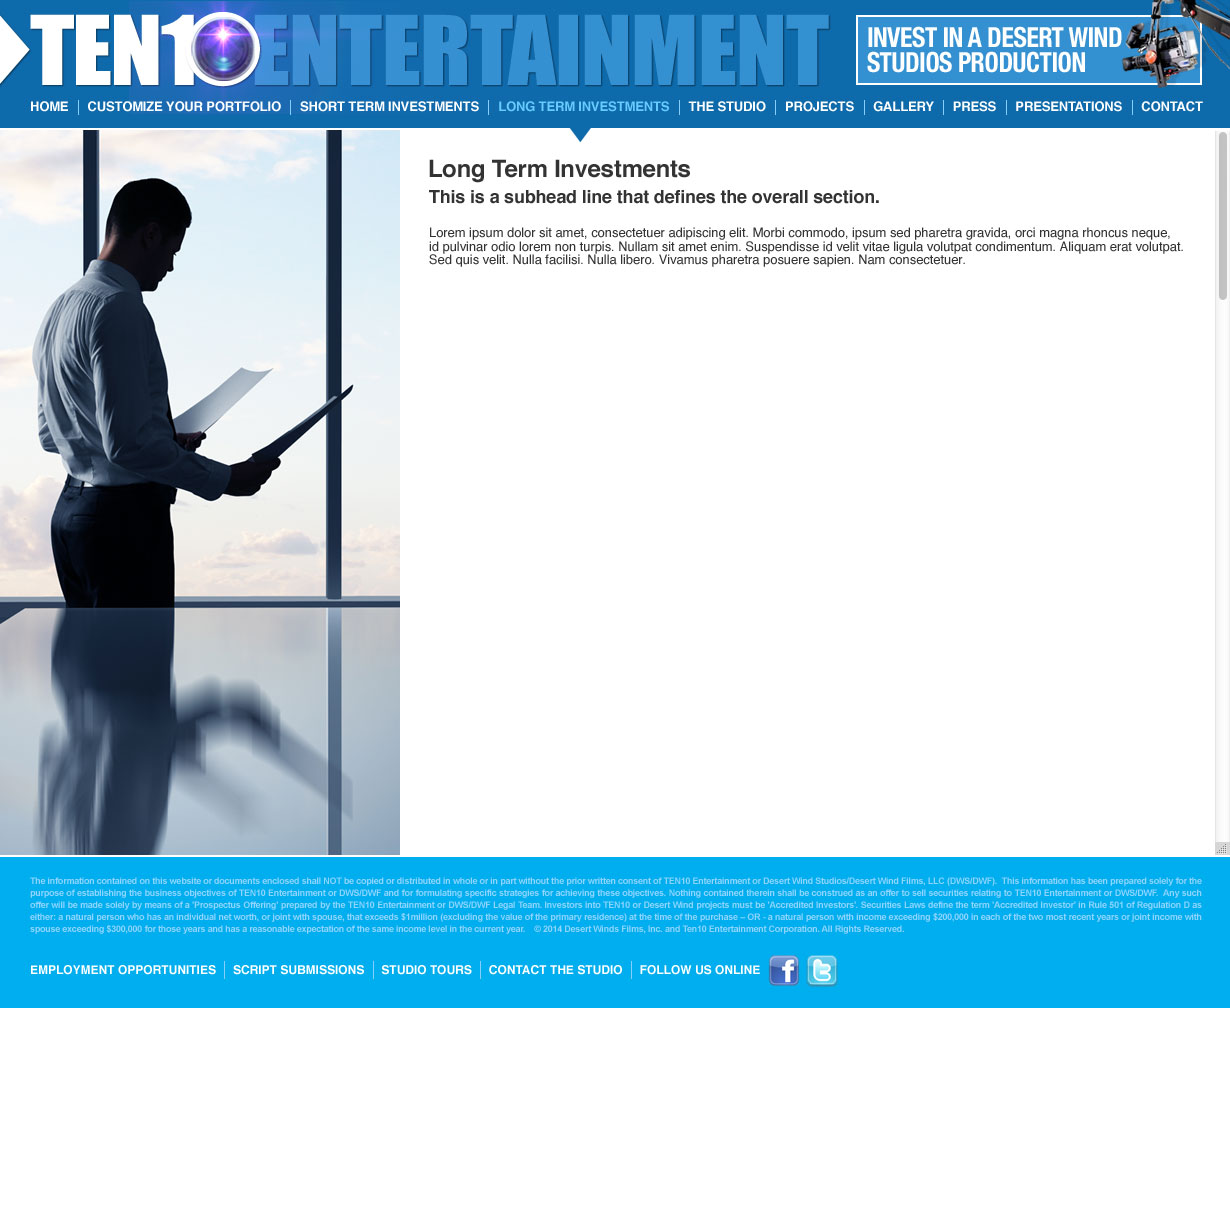 TEN10 ENTERTAINMENT
INVEST IN A DESERT WIND
STUDIOS PRODUCTION
HOME CUSTOMIZE YOUR PORTFOLIO SHORT TERM INVESTMENTS LONG TERM INVESTMENTS THE STUDIO PROJECTS GALLERY PRESS PRESENTATIONS CONTACT
Long Term Investments
This is a subhead line that defines the overall section.
Lorem ipsum dolor sit amet, consectetuer adipiscing elit. Morbi commodo, ipsum sed pharetra gravida, orci magna rhoncus neque,
id pulvinar odio lorem non turpis. Nullam sit amet enim. Suspendisse id velit vitae ligula volutpat condimentum. Aliquam erat volutpat.
Sed quis velit. Nulla facilisi. Nulla libero. Vivamus pharetra posuere sapien. Nam consectetuer.
The information contained on this website or documents enclosed shall NOT be copied or distributed in whole or in part without the prior written consent of TEN10 Entertainment or Desert Wind Studios/Desert Wind Films, LLC (DWS/DWF). This information has been prepared solely for the
purpose of establishing the business objectives of TEN10 Entertainment or DWS/DWF and for formulating specific strategies for achieving these objectives. Nothing contained therein shall be construed as an offer to sell securities relating to TEN10 Entertainment or DWS/DWF. Any such
offer will be made solely by means of a 'Prospectus Offering' prepared by the TEN10 Entertainment or DWS/DWF Legal Team. Investors into TEN10 or Desert Wind projects must be 'Accredited Investors'. Securities Laws define the term 'Accredited Investor' in Rule 501 of Regulation D as
either: a natural person who has an individual net worth, or joint with spouse, that exceeds $1million (excluding the value of the primary residence) at the time of the purchase – OR - a natural person with income exceeding $200,000 in each of the two most recent years or joint income with
spouse exceeding $300,000 for those years and has a reasonable expectation of the same income level in the current year. © 2014 Desert Winds Films, Inc. and Ten10 Entertainment Corporation. All Rights Reserved.
EMPLOYMENT OPPORTUNITIES SCRIPT SUBMISSIONS STUDIO TOURS CONTACT THE STUDIO FOLLOW US ONLINE